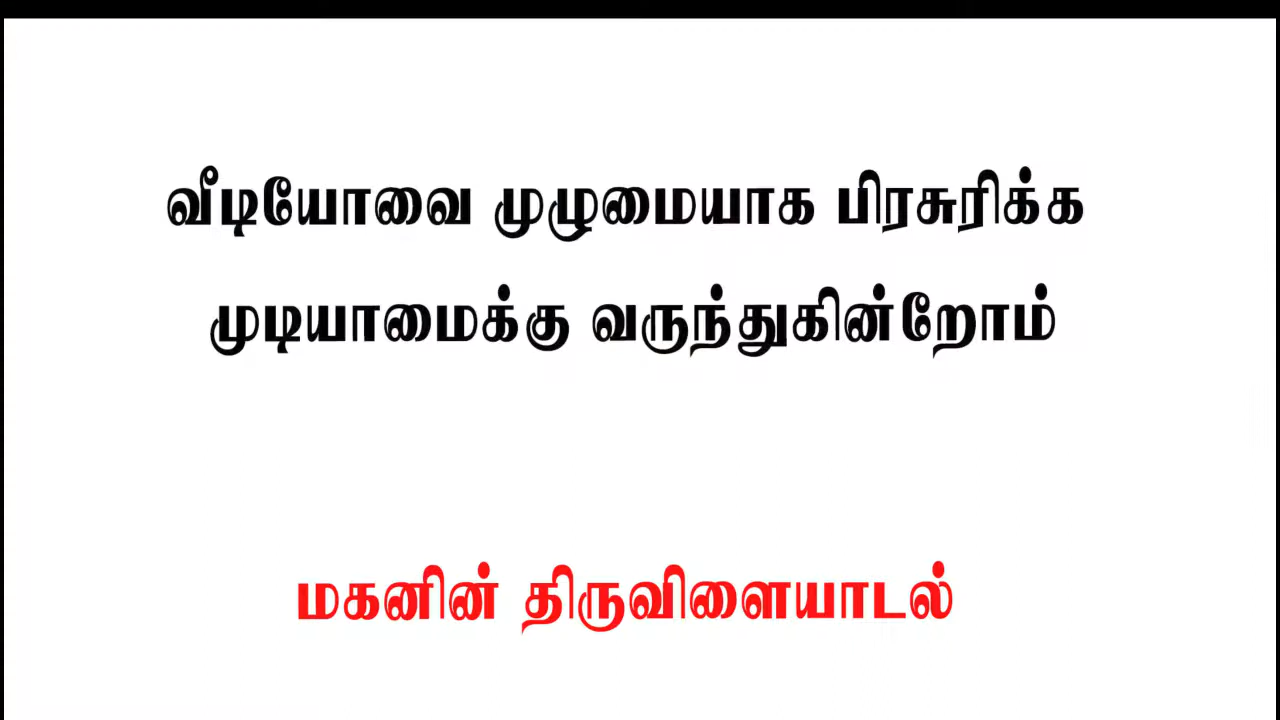 வீடியோவை முழுமையாக பிரசுரிக்க
முடியாமைக்கு வருந்துகின்றோம்
மகனின் திருவிளையாடல்